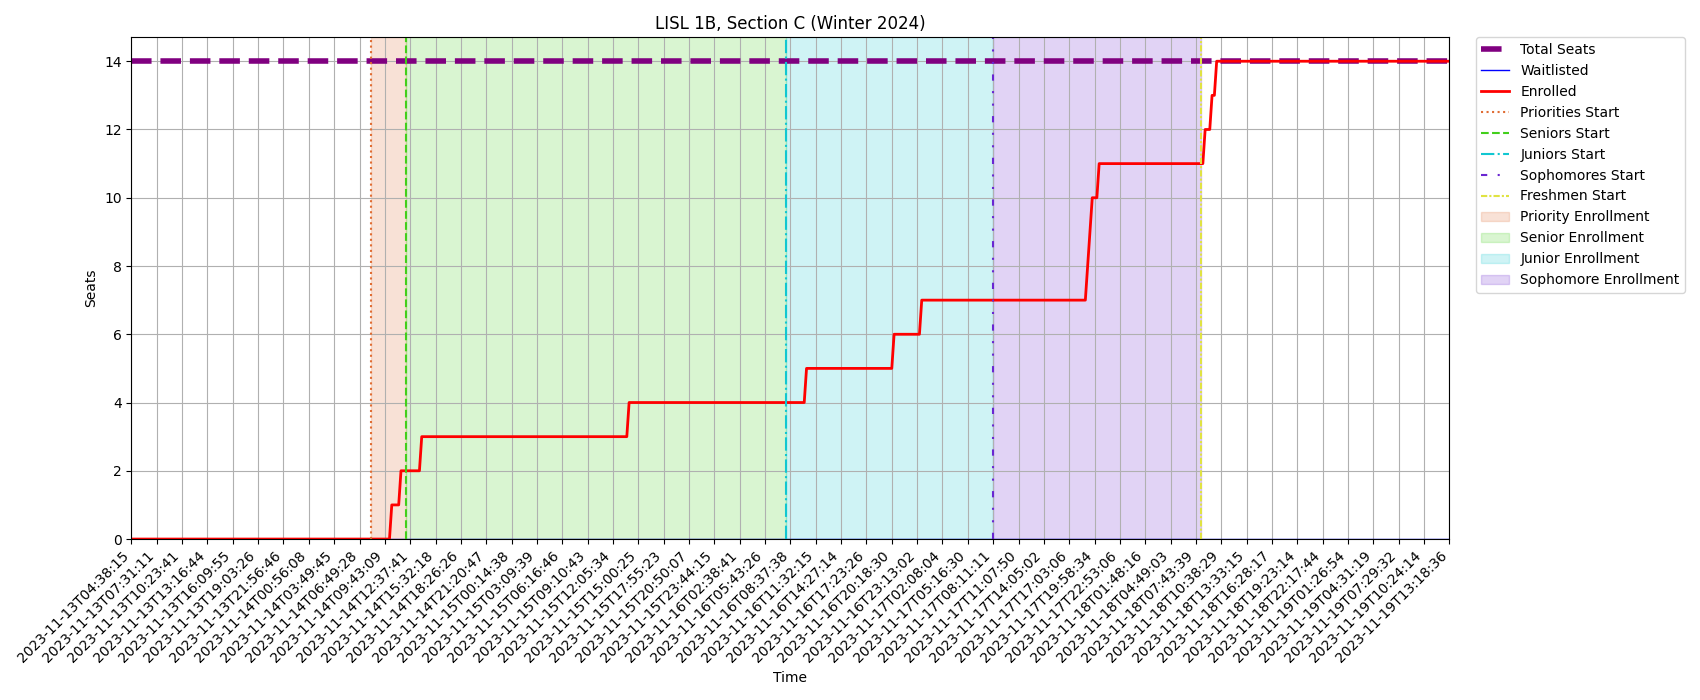 LISL 1B, Section C (Winter 2024)
Total Seats
Waitlisted
Enrolled
Priorities Start
Seniors Start
Juniors Start
Sophomores Start
Freshmen Start
Priority Enrollment
Senior Enrollment
Junior Enrollment
Sophomore Enrollment
Seats
14
12
10
8
6
4
2
0
2023-11-13T04:38:15
2023-11-13T07:31:11
2023-11-13T10:23:41
2023-11-13T13:16:44
2023-11-13T16:09:55
2023-11-13T19:03:26
2023-11-13T21:56:46
2023-11-14T00:56:08
2023-11-14T03:49:45
2023-11-14T06:49:28
2023-11-14T09:43:09
2023-11-14T12:37:41
2023-11-14T15:32:18
2023-11-14T18:26:26
2023-11-14T21:20:47
2023-11-15T00:14:38
2023-11-15T03:09:39
2023-11-15T06:16:46
2023-11-15T09:10:43
2023-11-15T12:05:34
2023-11-15T15:00:25
2023-11-15T17:55:23
2023-11-15T20:50:07
2023-11-15T23:44:15
2023-11-16T02:38:41
2023-11-16T05:43:26
2023-11-16T08:37:38
2023-11-16T11:32:15
2023-11-16T14:27:14
2023-11-16T17:23:26
2023-11-16T20:18:30
2023-11-16T23:13:02
2023-11-17T02:08:04
2023-11-17T05:16:30
2023-11-17T08:11:11
2023-11-17T11:07:50
2023-11-17T14:05:02
2023-11-17T17:03:06
2023-11-17T19:58:34
2023-11-17T22:53:06
2023-11-18T01:48:16
2023-11-18T04:49:03
2023-11-18T07:43:39
2023-11-18T10:38:29
2023-11-18T13:33:15
2023-11-18T16:28:17
2023-11-18T19:23:14
2023-11-18T22:17:44
2023-11-19T01:26:54
2023-11-19T04:31:19
2023-11-19T07:29:32
2023-11-19T10:24:14
2023-11-19T13:18:36
Time